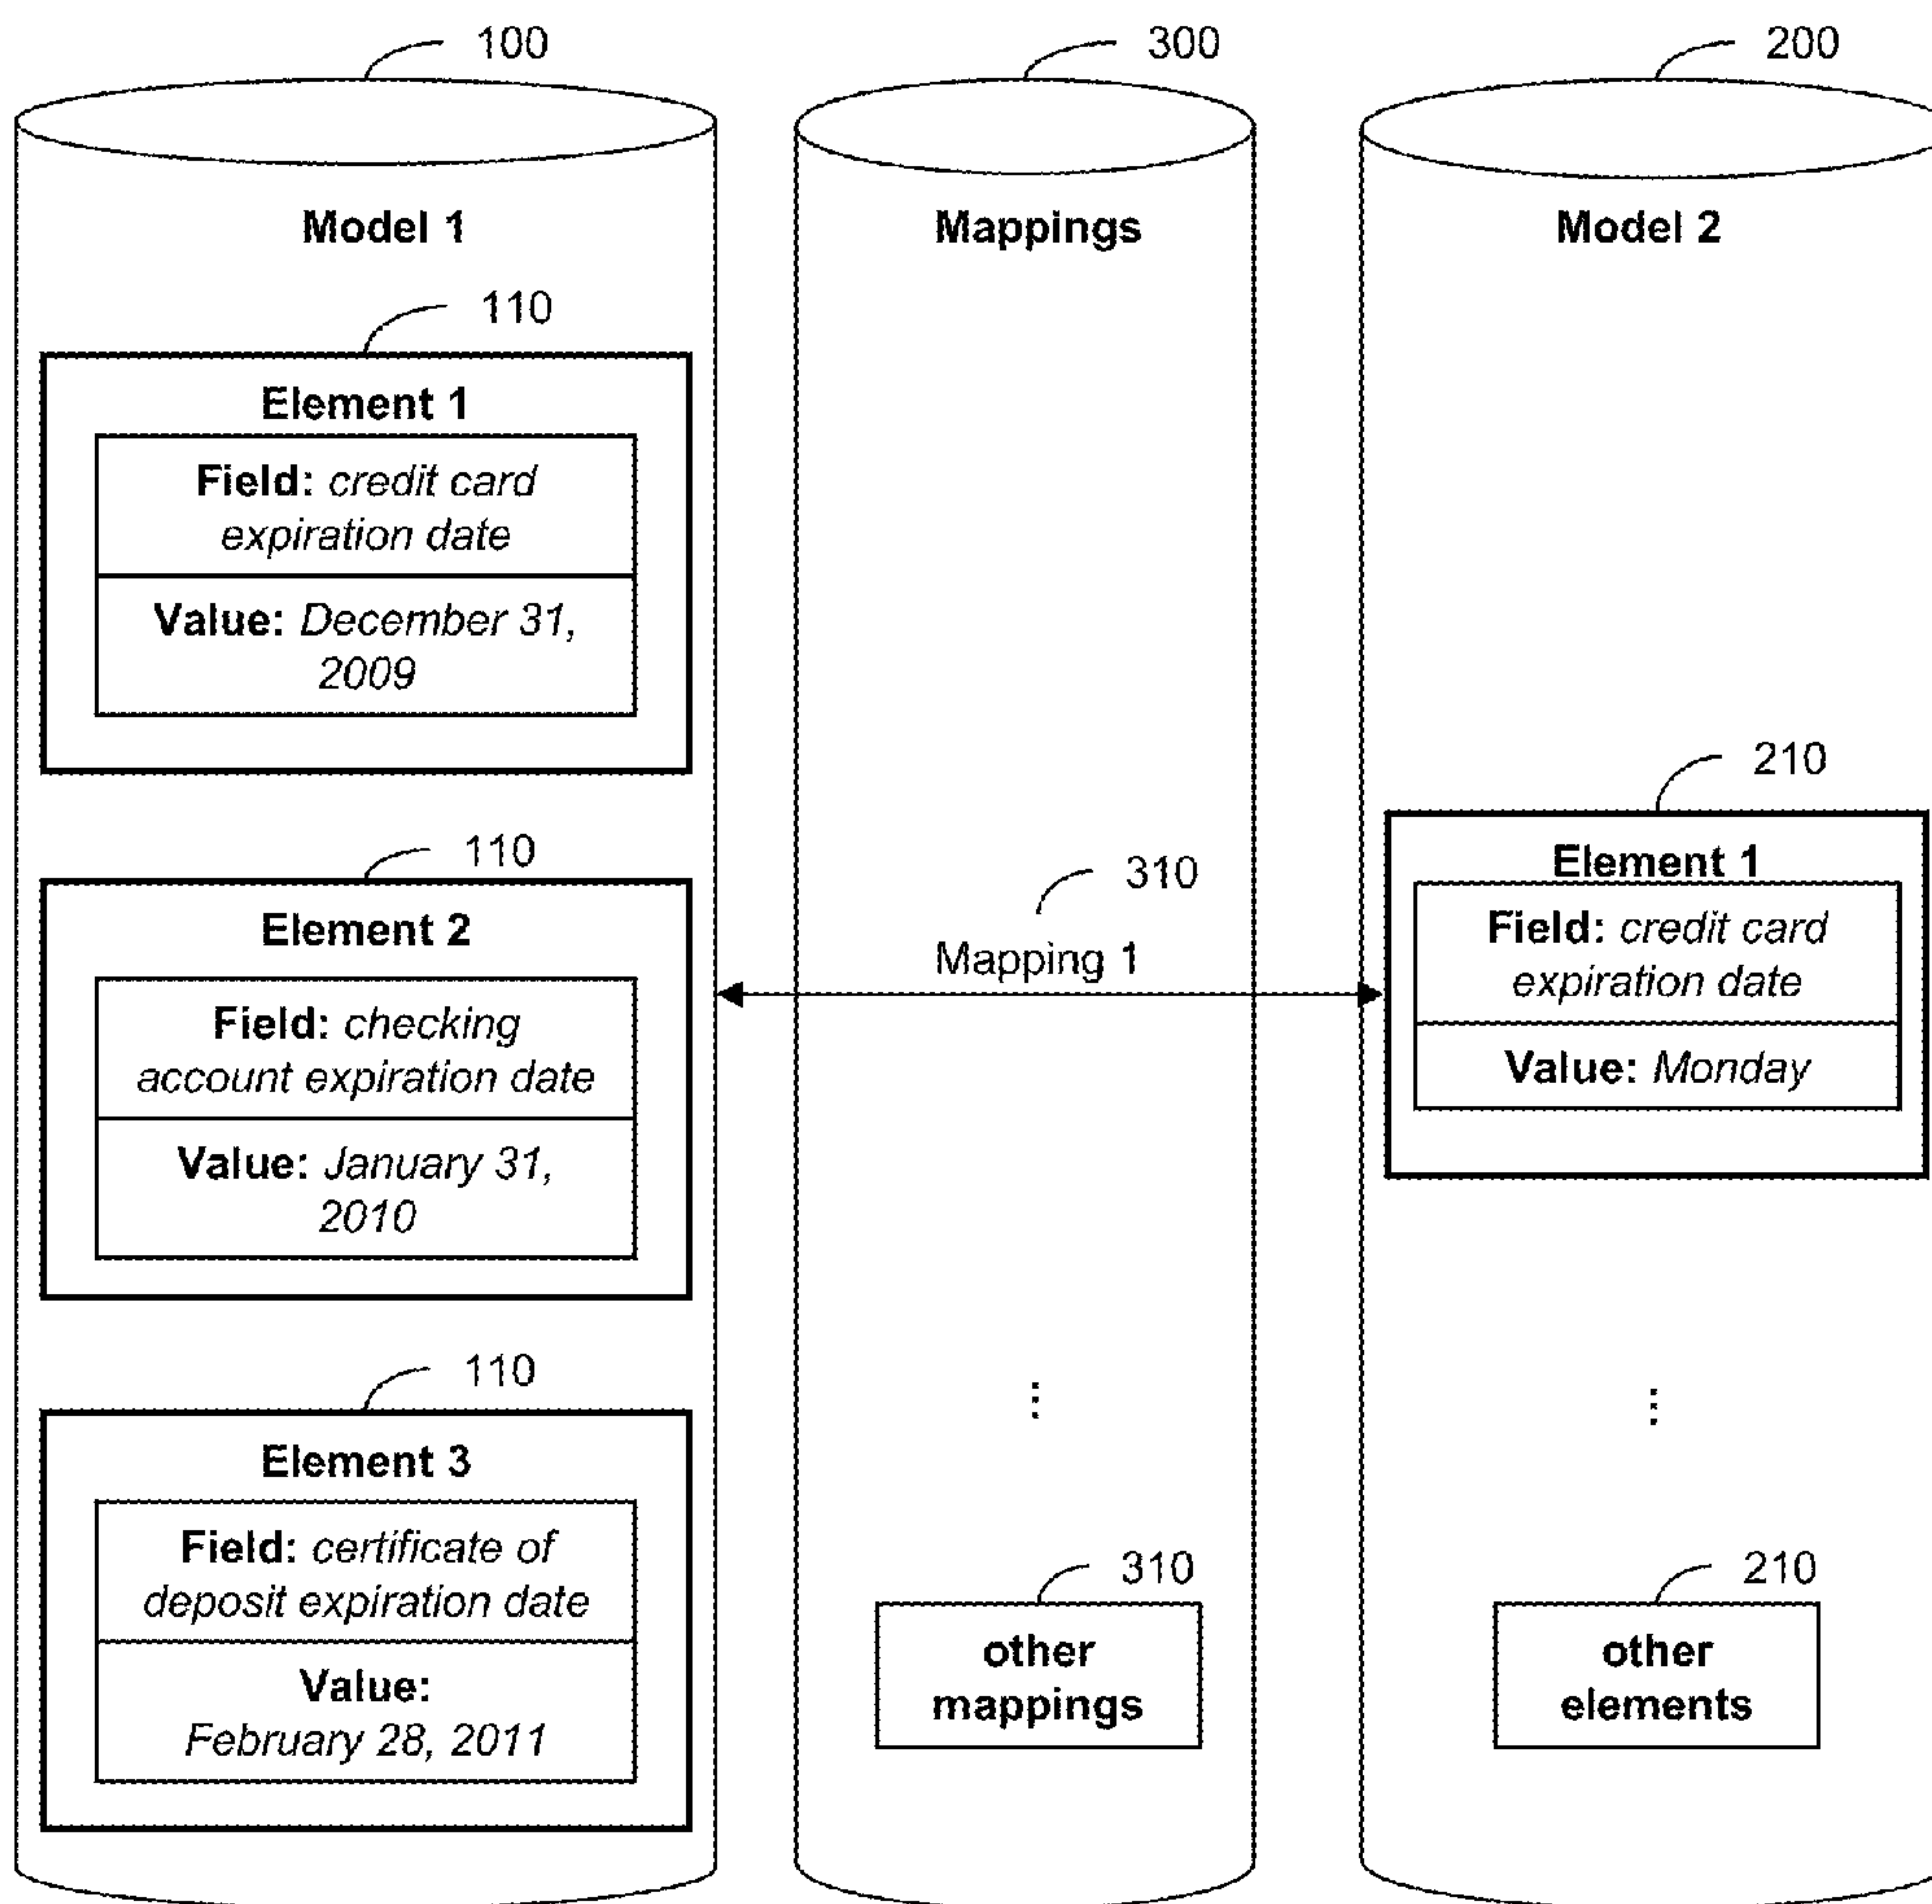 100
300
200
Model 1
Mappings
Model 2
110
Element 1
Field: credit card
expiration date
Value: December 31,
2009
110
Element 2
Field: checking
account expiration date
Value: January 31,
2010
110
Element 3
Field: certificate of
deposit expiration date
Value:
February 28, 2011
310
Mapping 1
⋮
310
other
mappings
210
Element 1
Field: credit card
expiration date
Value: Monday
⋮
210
other
elements